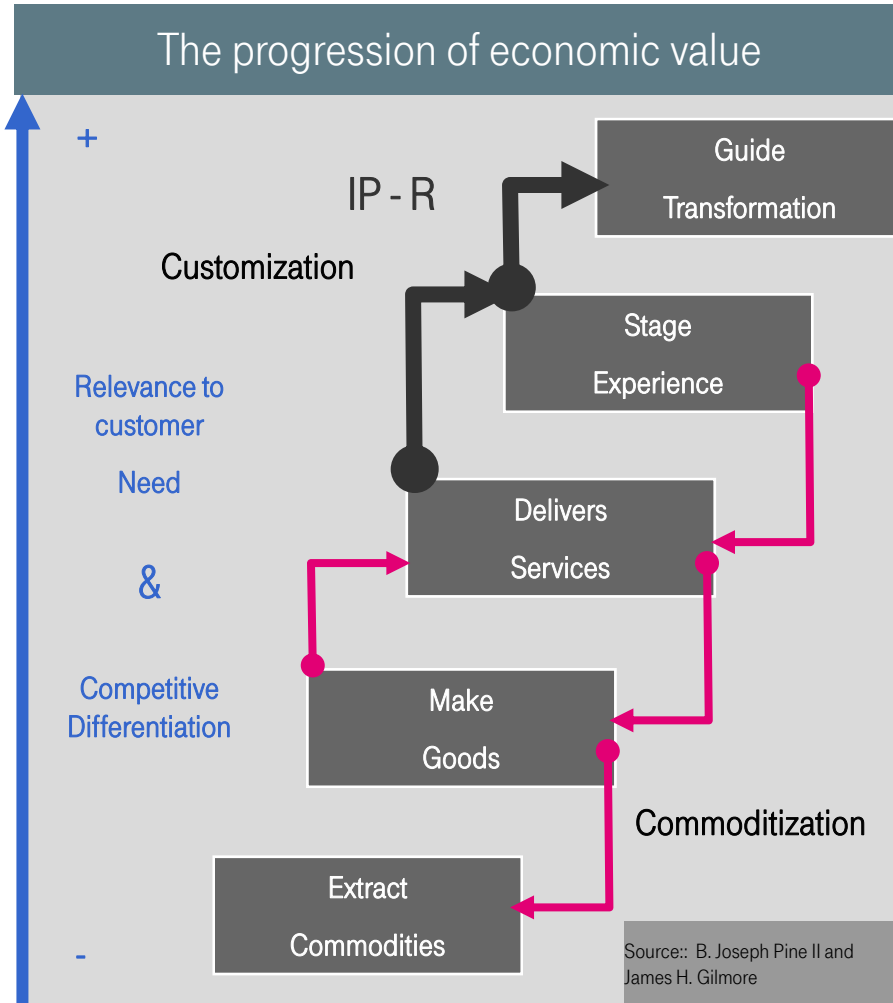 The progression of economic value
+
Guide
Transformation
IP - R
Customization
Stage
Experience
Relevance to
customer
Need
Delivers
Services
&
Competitive
Differentiation
Make
Goods
Commoditization
Extract
Commodities
-
Source:: B. Joseph Pine II and
James H. Gilmore